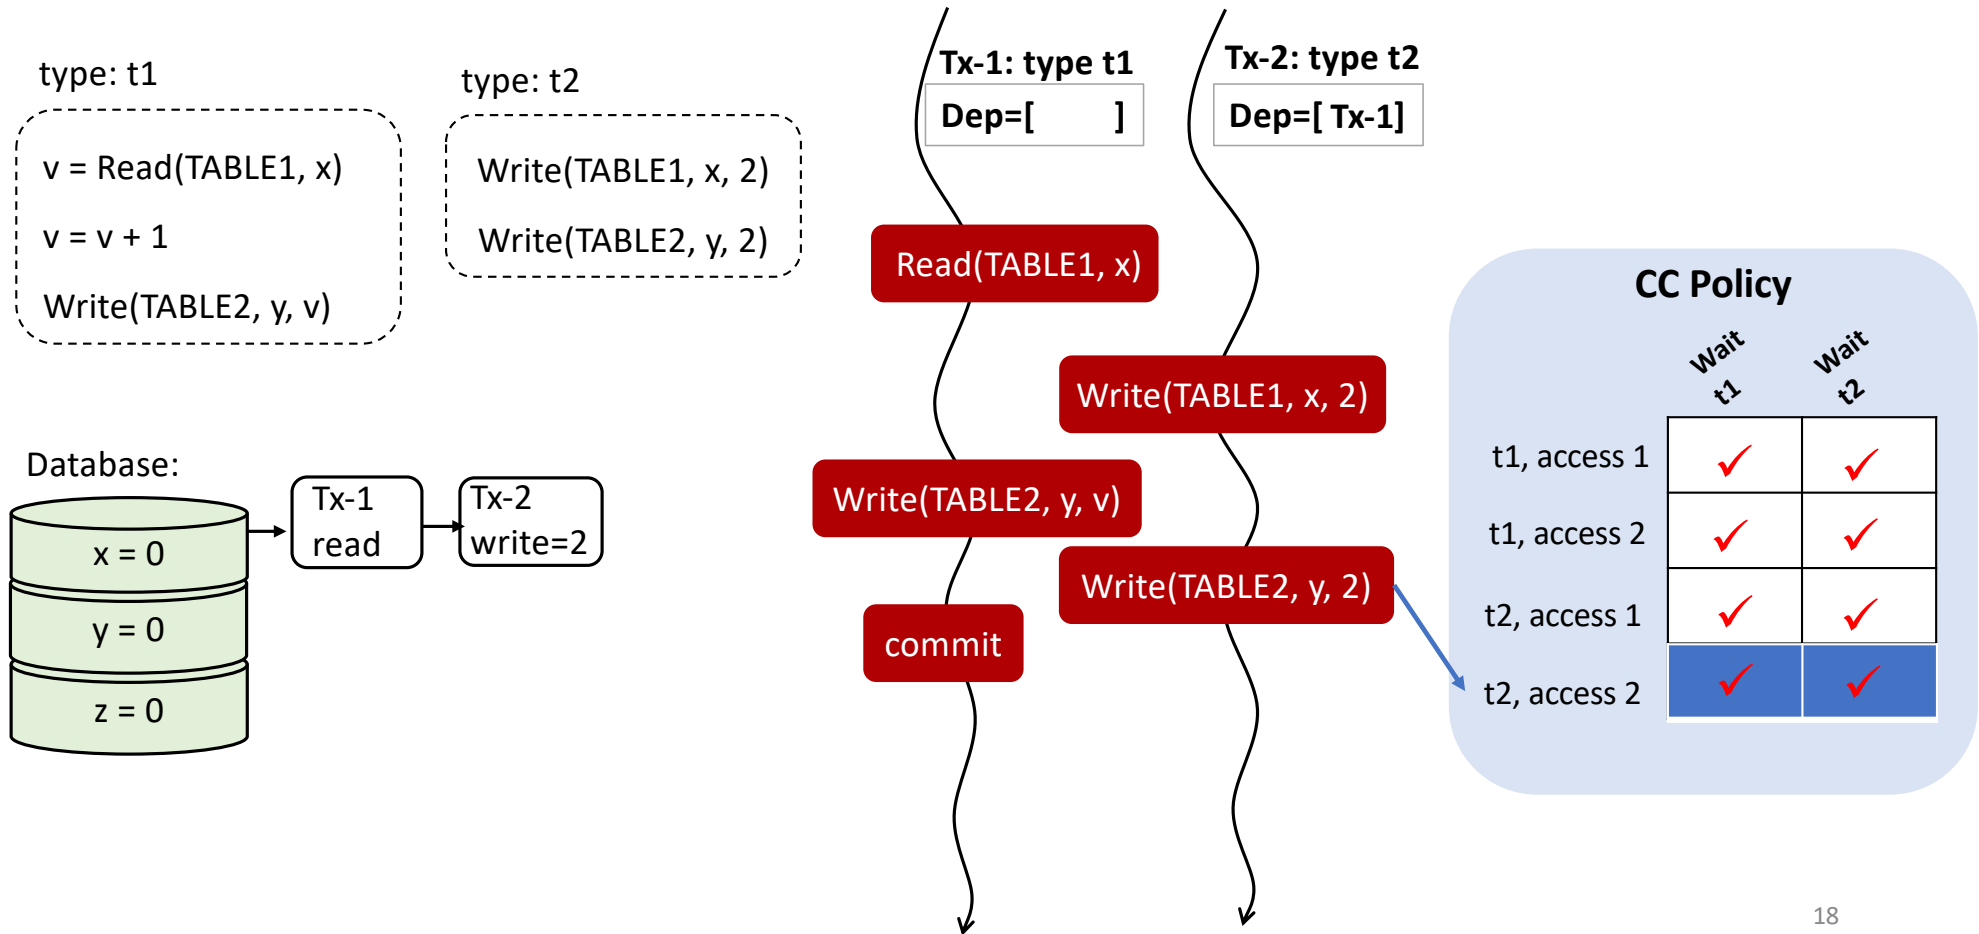 type: t1
v = Read(TABLE1, x)
v = v + 1
Write(TABLE2, y, v)
type: t2
Write(TABLE1, x, 2)
Write(TABLE2, y, 2)
Database:
x = 0
y = 0
z = 0
Tx-1
read
Tx-2
write=2
Tx-1: type t1
Dep=[ ]
Tx-2: type t2
Dep=[ Tx-1]
Read(TABLE1, x)
Write(TABLE1, x, 2)
Write(TABLE2, y, v)
Write(TABLE2, y, 2)
commit
CC Policy
Wait
t1
Wait
t2
t1, access 1
t1, access 2
t2, access 1
t2, access 2
18